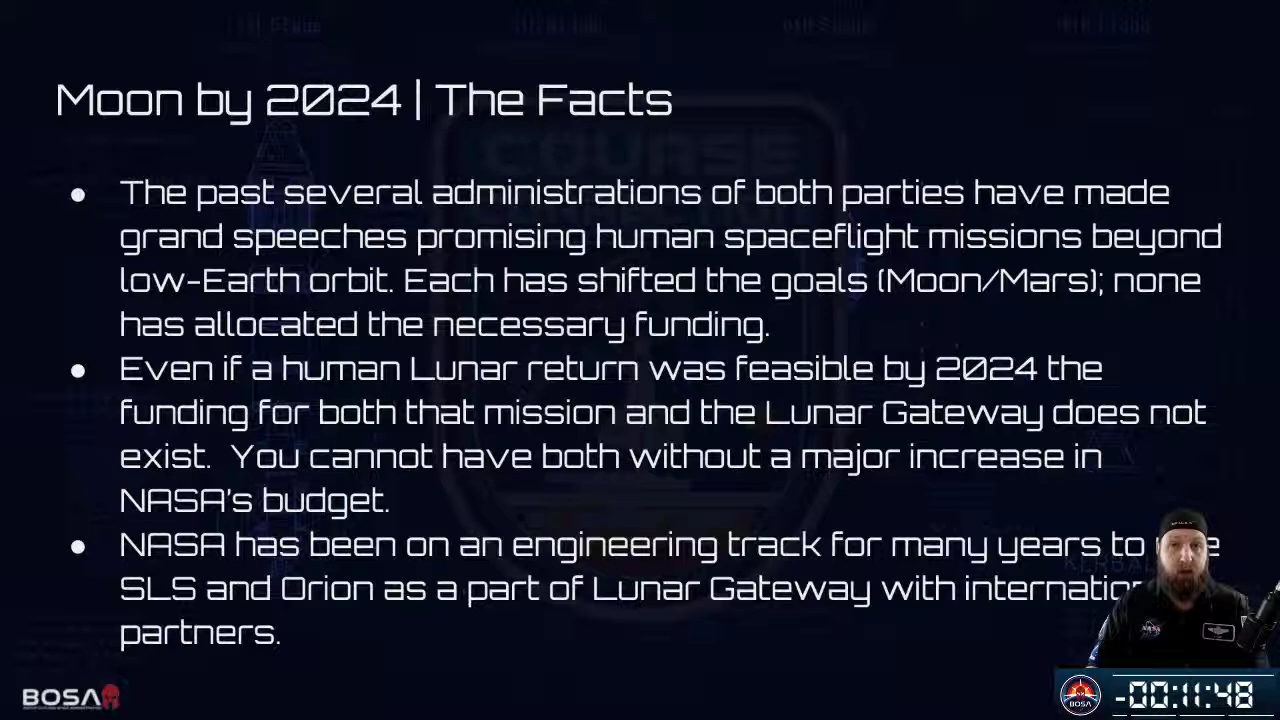 Moon by 2024 | The Facts
● The past several administrations of both parties have made
grand speeches promising human spaceflight missions beyond
low-Earth orbit. Each has shifted the goals (Moon/Mars); none
has allocated the necessary funding.
● Even if a human Lunar return was feasible by 2024 the
funding for both that mission and the Lunar Gateway does not
exist. You cannot have both without a major increase in
NASA's budget.
● NASA has been on an engineering track for many years to
SLS and Orion as a part of Lunar Gateway with
partners.
COURSE
NASA
BOSA
BOSA
-00:11:48